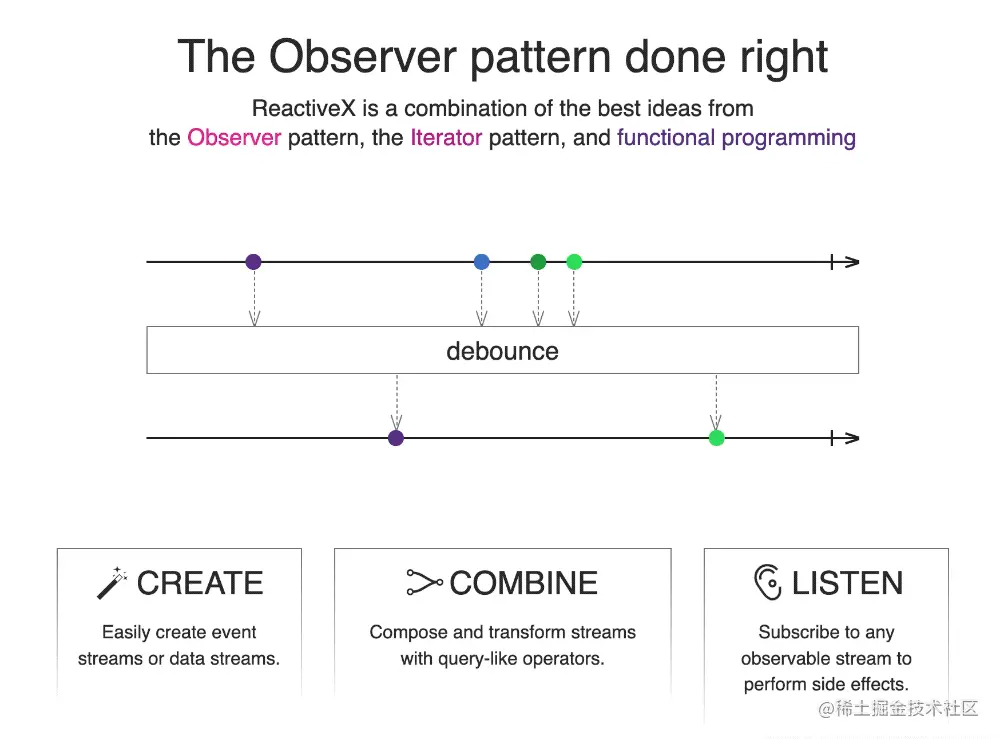 The Observer pattern done right
ReactiveX is a combination of the best ideas from
the Observer pattern, the Iterator pattern, and functional programming
debounce
CREATE
Easily create event
streams or data streams.
COMBINE
Compose and transform streams
with query-like operators.
LISTEN
Subscribe to any
observable stream to
perform side effects.
@稀土掘金技术社区